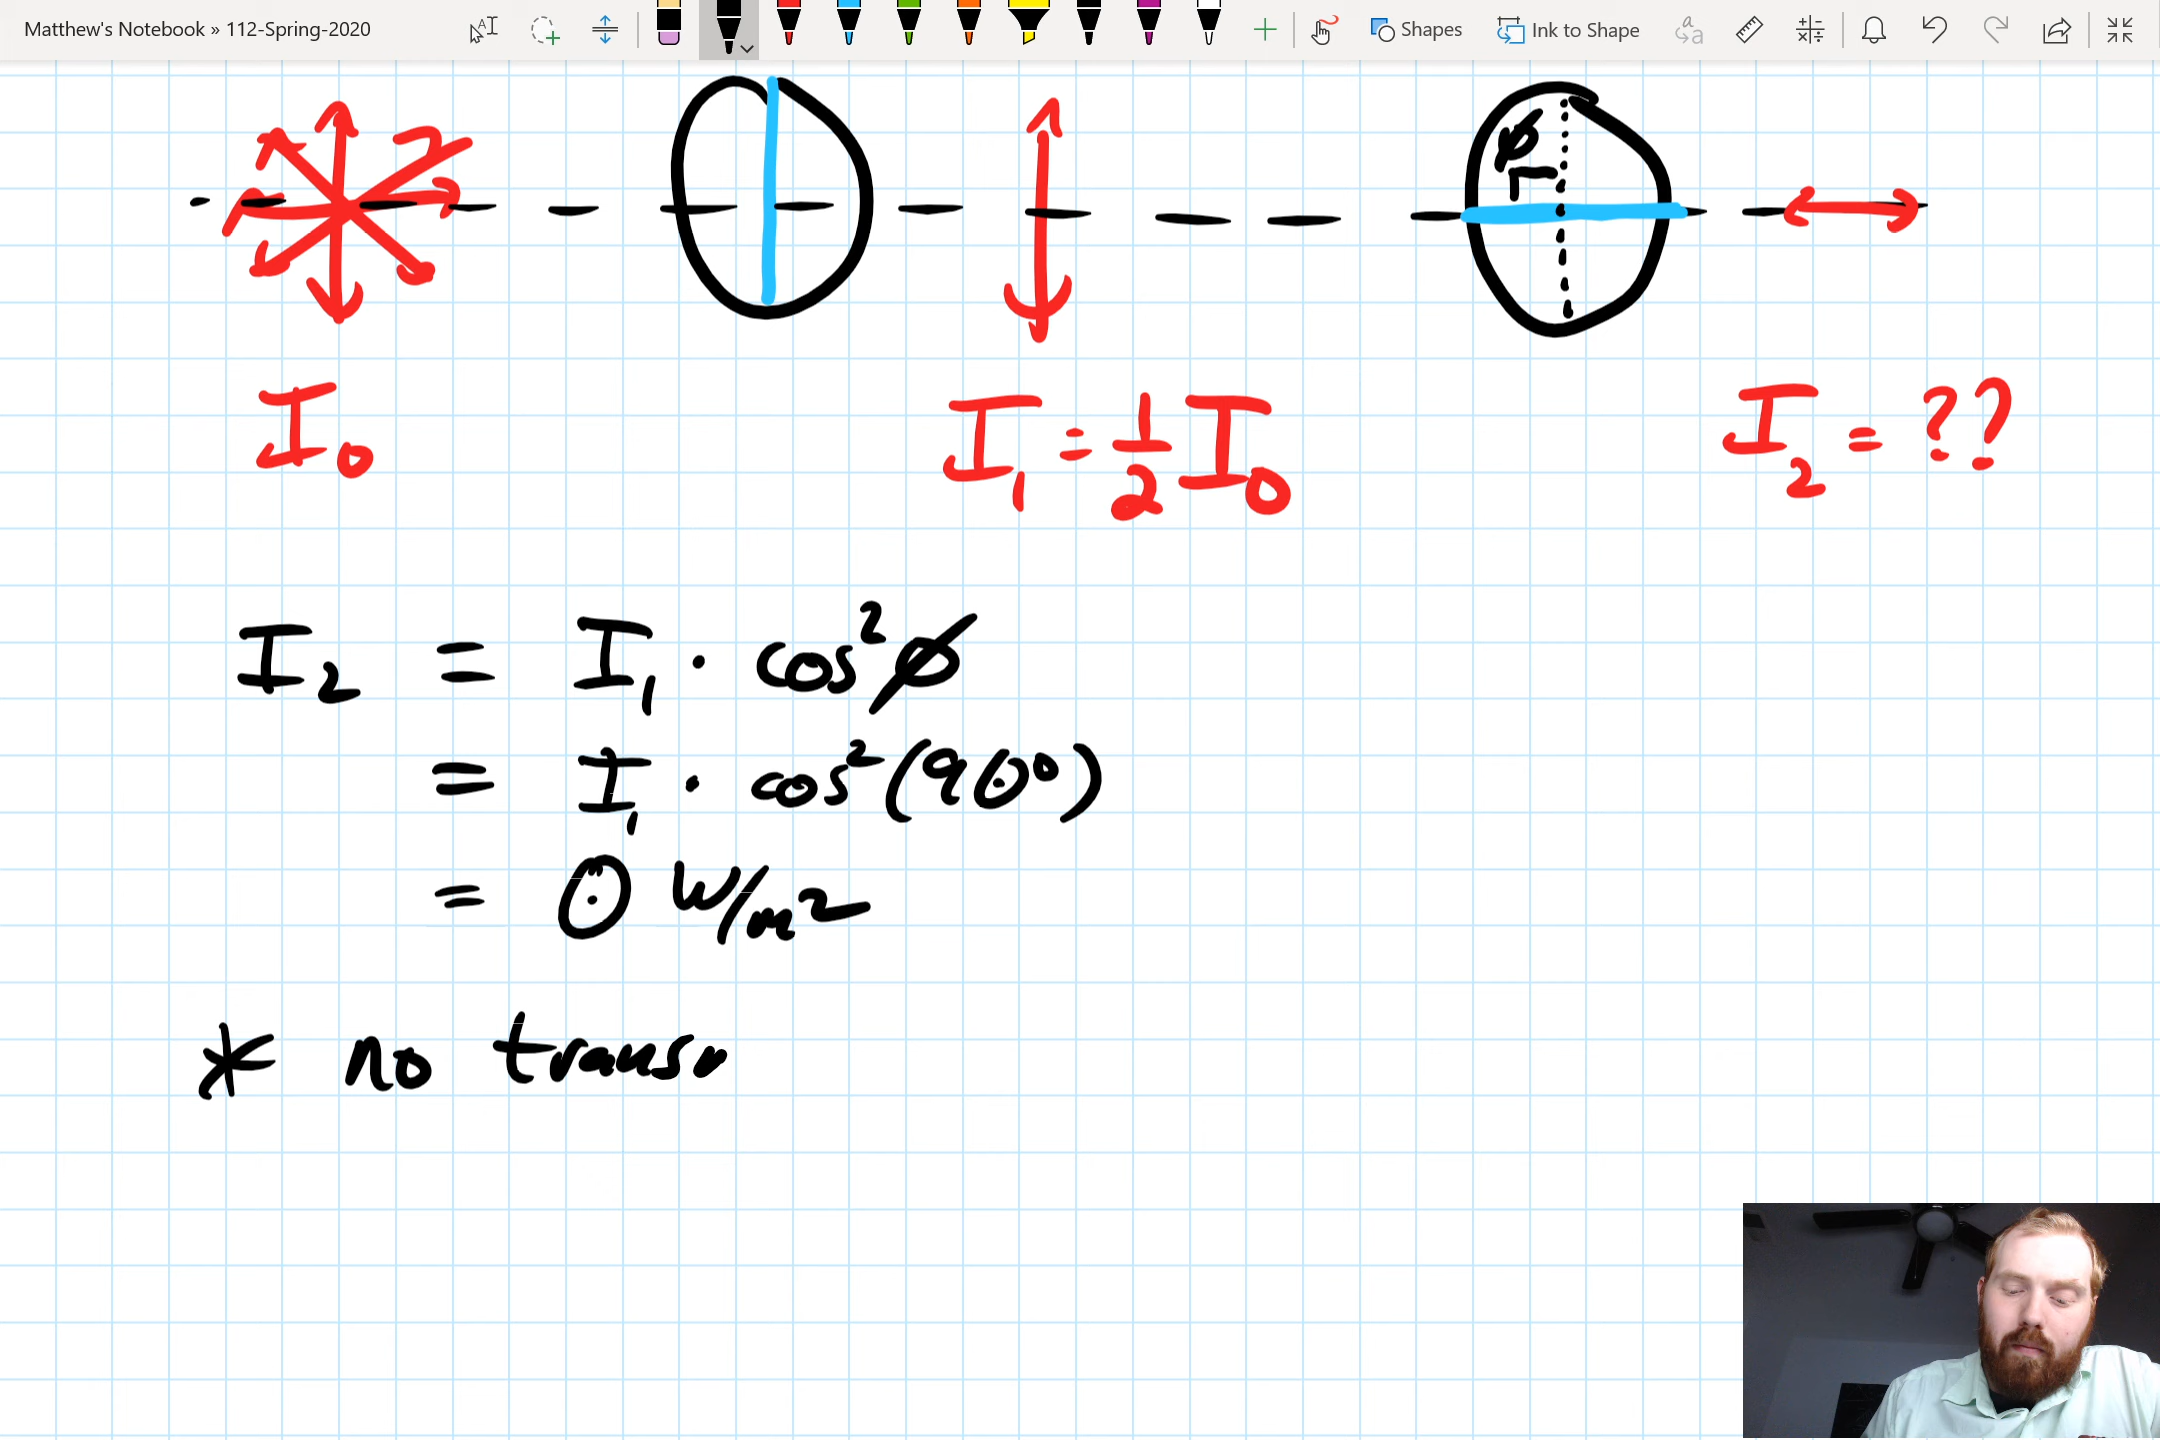 Matthew's Notebook » 112-Spring-2020
Shapes
Ink to Shape
ϕ
I₀
I₁ = ½ I₀
I₂ = ??
I₂ = I₁ · cos²ϕ
= I₁ · cos²(90°)
= 0 W/m²
* no transm